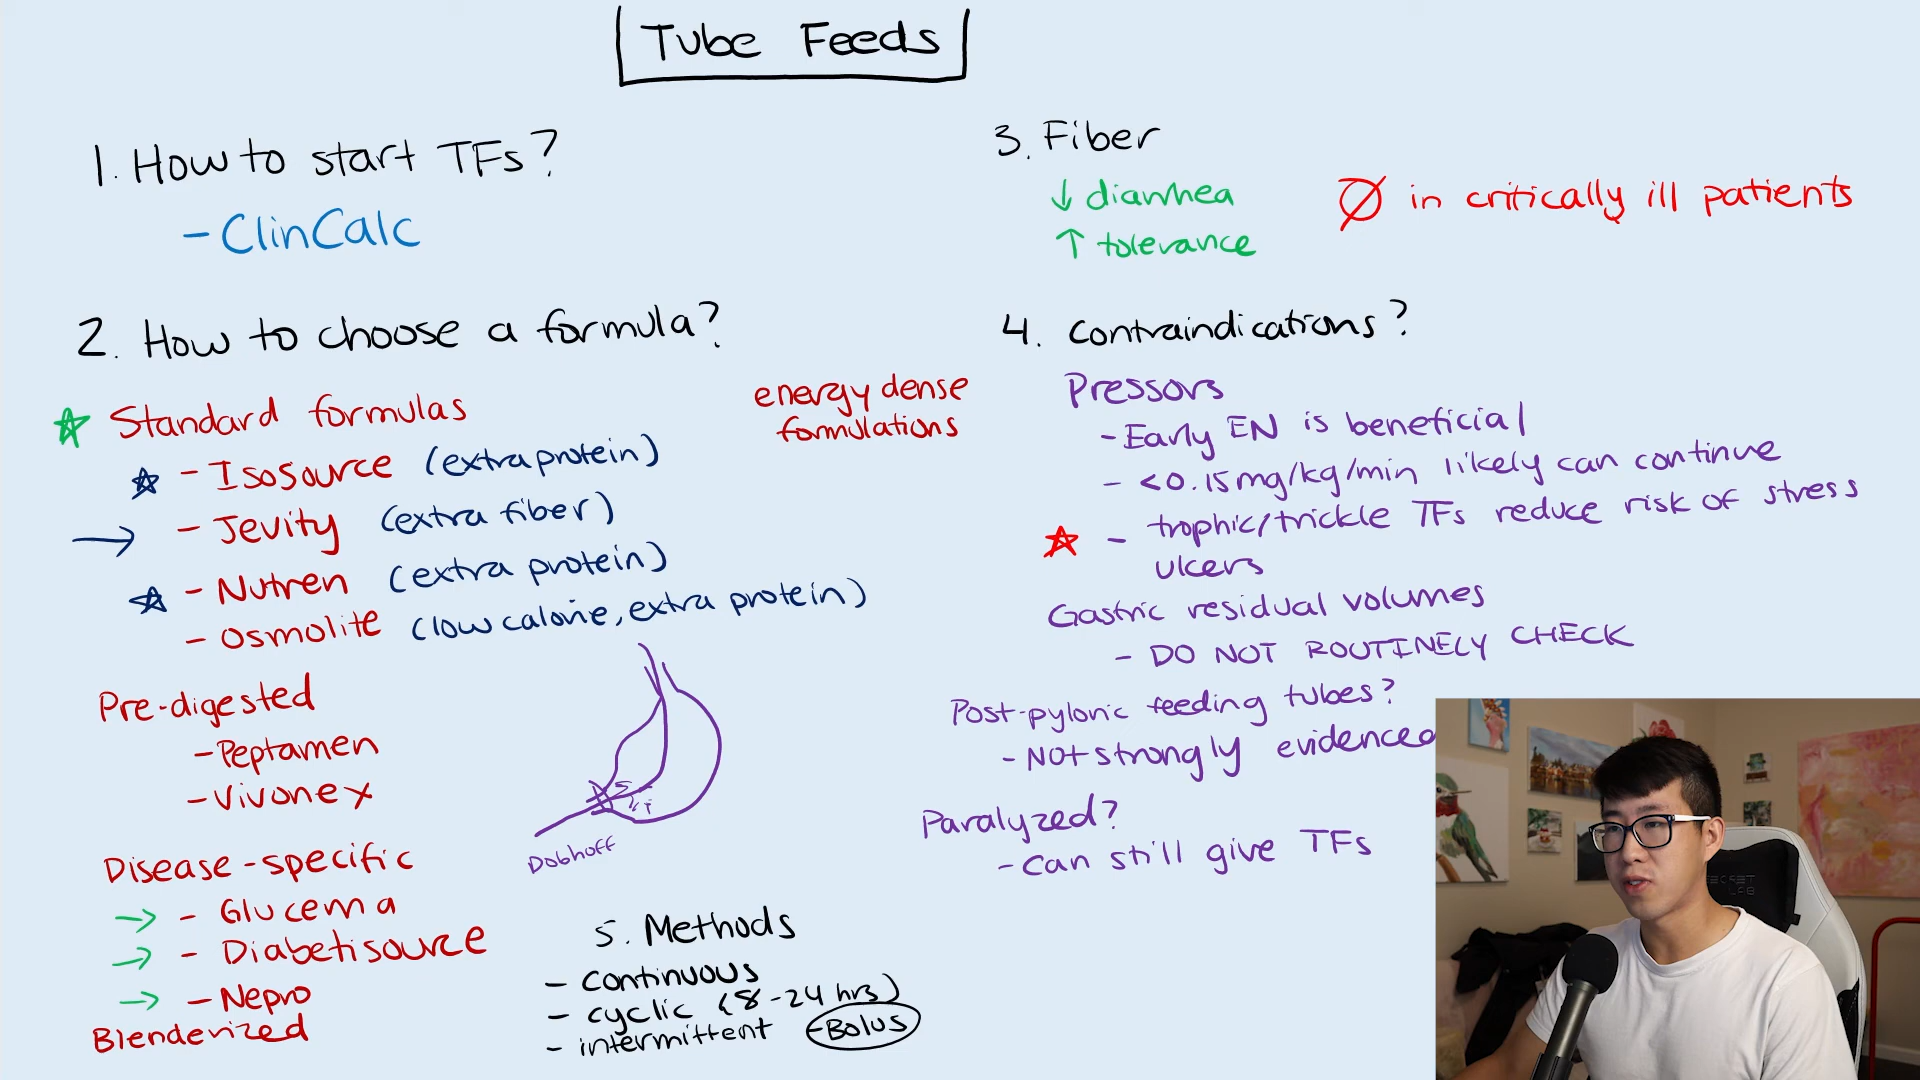 Tube Feeds
1. How to start TFs?
- ClinCalc
2. How to choose a formula?
Standard formulas
energy dense
formulations
- Isosource (extra protein)
- Jevity (extra fiber)
- Nutren (extra protein)
- Osmolite (low calorie, extra protein)
Pre-digested
- Peptamen
- Vivonex
Dobhoff
Disease-specific
→ - Glucerna
→ - Diabetisource
→ - Nepro
Blenderized
3. Fiber
↓ diarrhea
↑ tolerance
∅ in critically ill patients
4. Contraindications?
Pressors
- Early EN is beneficial
- <0.15mg/kg/min likely can continue
- trophic/trickle TFs reduce risk of stress
ulcers
Gastric residual volumes
- DO NOT ROUTINELY CHECK
Post-pyloric feeding tubes?
- Not strongly evidenced
Paralyzed?
- Can still give TFs
5. Methods
- continuous
- cyclic (8-24 hrs)
- intermittent - Bolus
SECRET
LAB